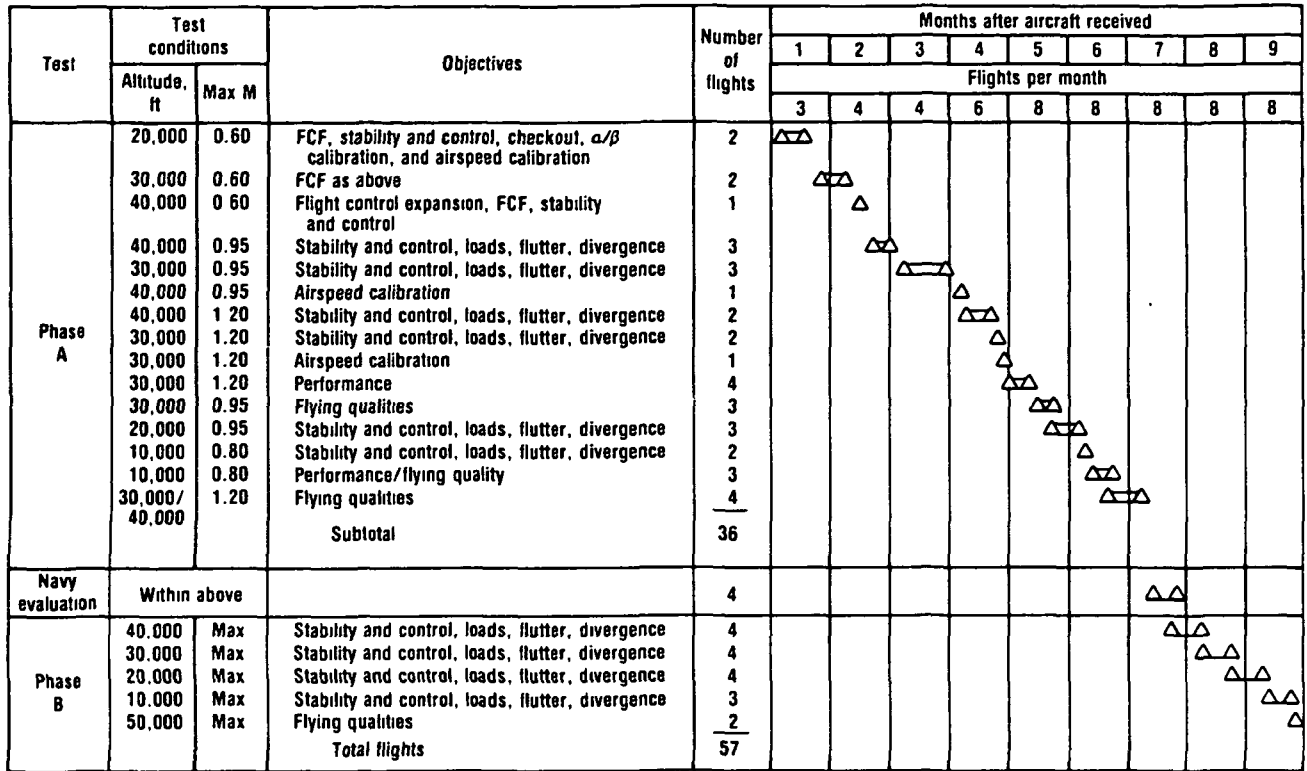 Test
Test conditions
Objectives
Number of flights
Months after aircraft received
1 2 3 4 5 6 7 8 9
Altitude, ft
Max M
Flights per month
3 4 4 6 8 8 8 8 8
Phase A
20,000 0.60 FCF, stability and control, checkout, α/β 2
calibration, and airspeed calibration
30,000 0.60 FCF as above 2
40,000 0 60 Flight control expansion, FCF, stability 1
and control
40,000 0.95 Stability and control, loads, flutter, divergence 3
30,000 0.95 Stability and control, loads, flutter, divergence 3
40,000 0.95 Airspeed calibration 1
40,000 1 20 Stability and control, loads, flutter, divergence 2
30,000 1.20 Stability and control, loads, flutter, divergence 2
30,000 1.20 Airspeed calibration 1
30,000 1.20 Performance 4
30,000 0.95 Flying qualities 3
20,000 0.95 Stability and control, loads, flutter, divergence 3
10,000 0.80 Stability and control, loads, flutter, divergence 2
10,000 0.80 Performance/flying quality 3
30,000/ 1.20 Flying qualities 4
40,000
Subtotal 36
Navy evaluation
Within above 4
Phase B
40.000 Max Stability and control, loads, flutter, divergence 4
30.000 Max Stability and control, loads, flutter, divergence 4
20.000 Max Stability and control, loads, flutter, divergence 4
10.000 Max Stability and control, loads, flutter, divergence 3
50,000 Max Flying qualities 2
Total flights 57